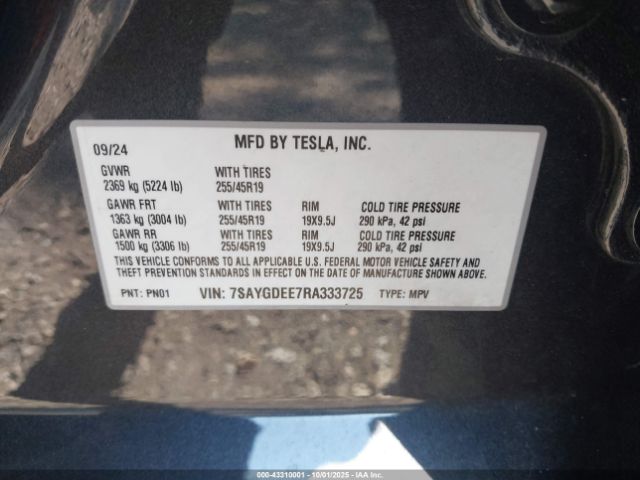 09/24 MFD BY TESLA, INC.
GVWR WITH TIRES
2369 kg (5224 lb) 255/45R19
GAWR FRT WITH TIRES RIM COLD TIRE PRESSURE
1363 kg (3004 lb) 255/45R19 19X9.5J 290 kPa, 42 psi
GAWR RR WITH TIRES RIM COLD TIRE PRESSURE
1500 kg (3306 lb) 255/45R19 19X9.5J 290 kPa, 42 psi
THIS VEHICLE CONFORMS TO ALL APPLICABLE U.S. FEDERAL MOTOR VEHICLE SAFETY AND
THEFT PREVENTION STANDARDS IN EFFECT ON THE DATE OF MANUFACTURE SHOWN ABOVE.
PNT: PN01 VIN: 7SAYGDEE7RA333725 TYPE: MPV
000-43310001 - 10/01/2025 - IAA Inc.